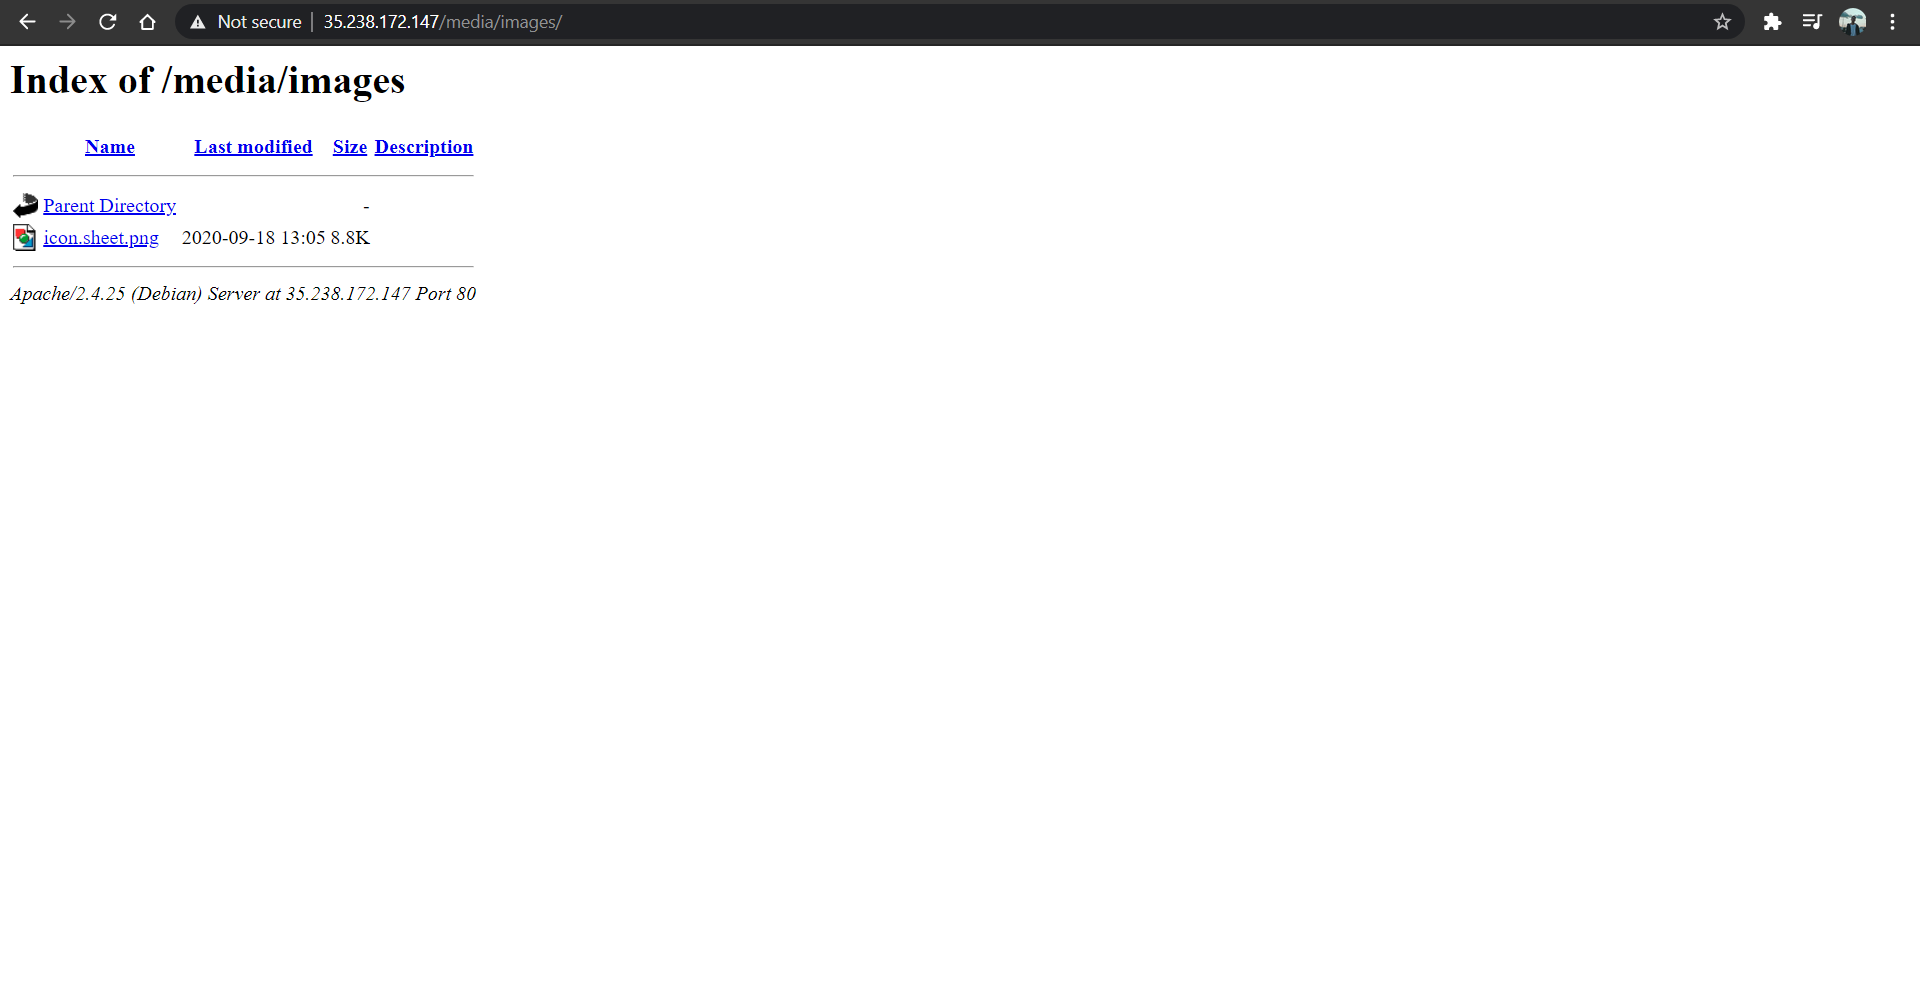 Not secure | 35.238.172.147/media/images/
Index of /media/images
Name Last modified Size Description
Parent Directory -
icon.sheet.png 2020-09-18 13:05 8.8K
Apache/2.4.25 (Debian) Server at 35.238.172.147 Port 80